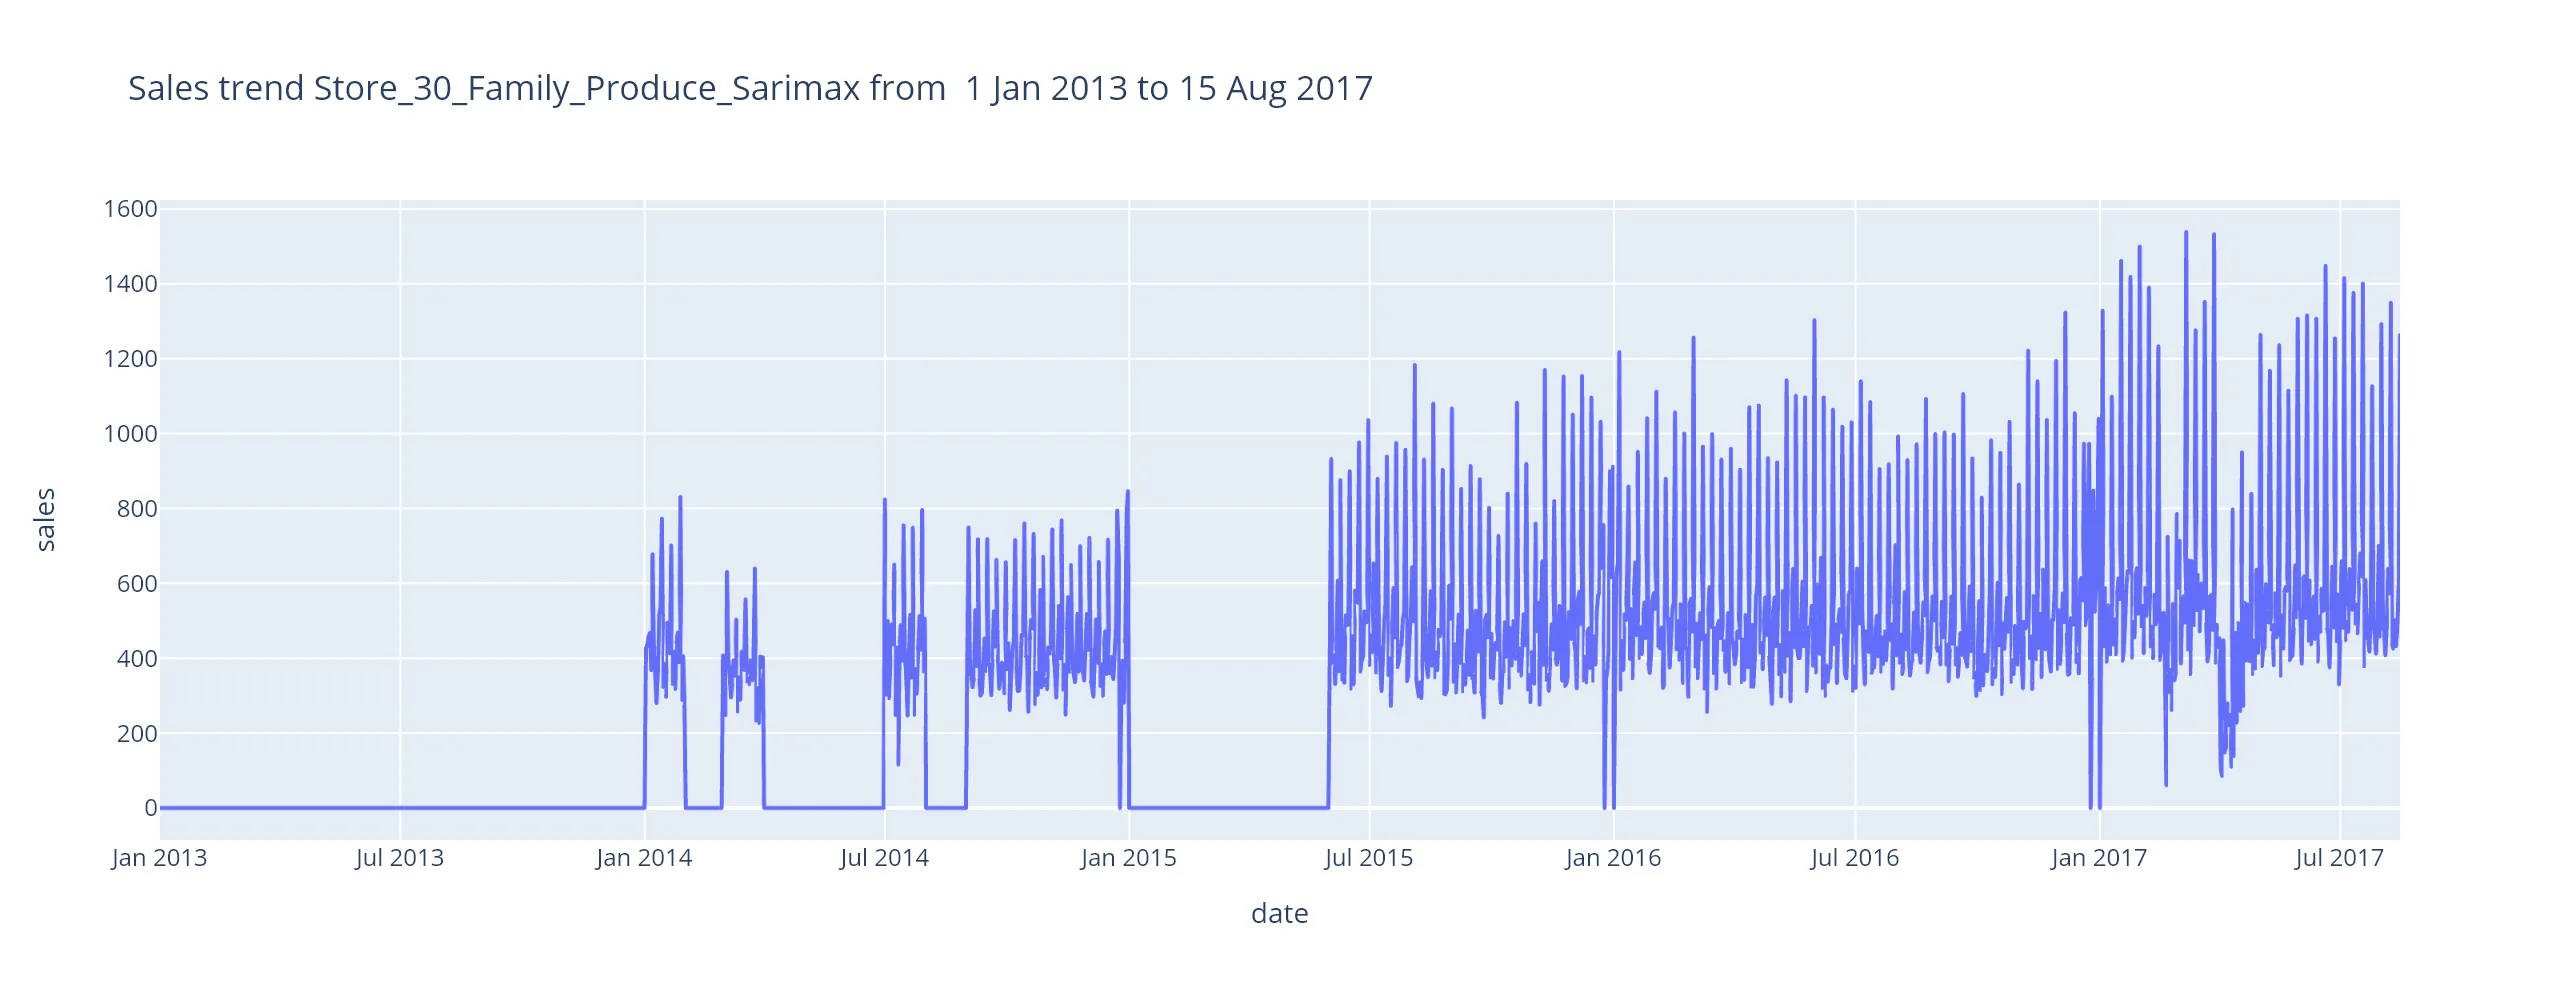 Sales trend Store_30_Family_Produce_Sarimax from  1 Jan 2013 to 15 Aug 2017
1600
1400
1200
1000
800
600
400
200
0
sales
Jan 2013 Jul 2013 Jan 2014 Jul 2014 Jan 2015 Jul 2015 Jan 2016 Jul 2016 Jan 2017 Jul 2017
date